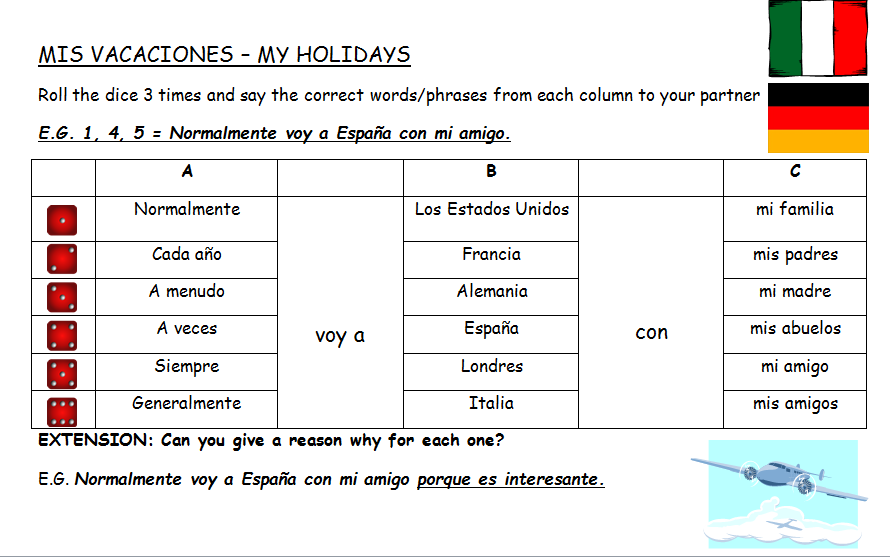 MIS VACACIONES – MY HOLIDAYS
Roll the dice 3 times and say the correct words/phrases from each column to your partner
E.G. 1, 4, 5 = Normalmente voy a España con mi amigo.
A B C
Normalmente Los Estados Unidos mi familia
Cada año Francia mis padres
A menudo Alemania mi madre
A veces voy a España con mis abuelos
Siempre Londres mi amigo
Generalmente Italia mis amigos
EXTENSION: Can you give a reason why for each one?
E.G. Normalmente voy a España con mi amigo porque es interesante.